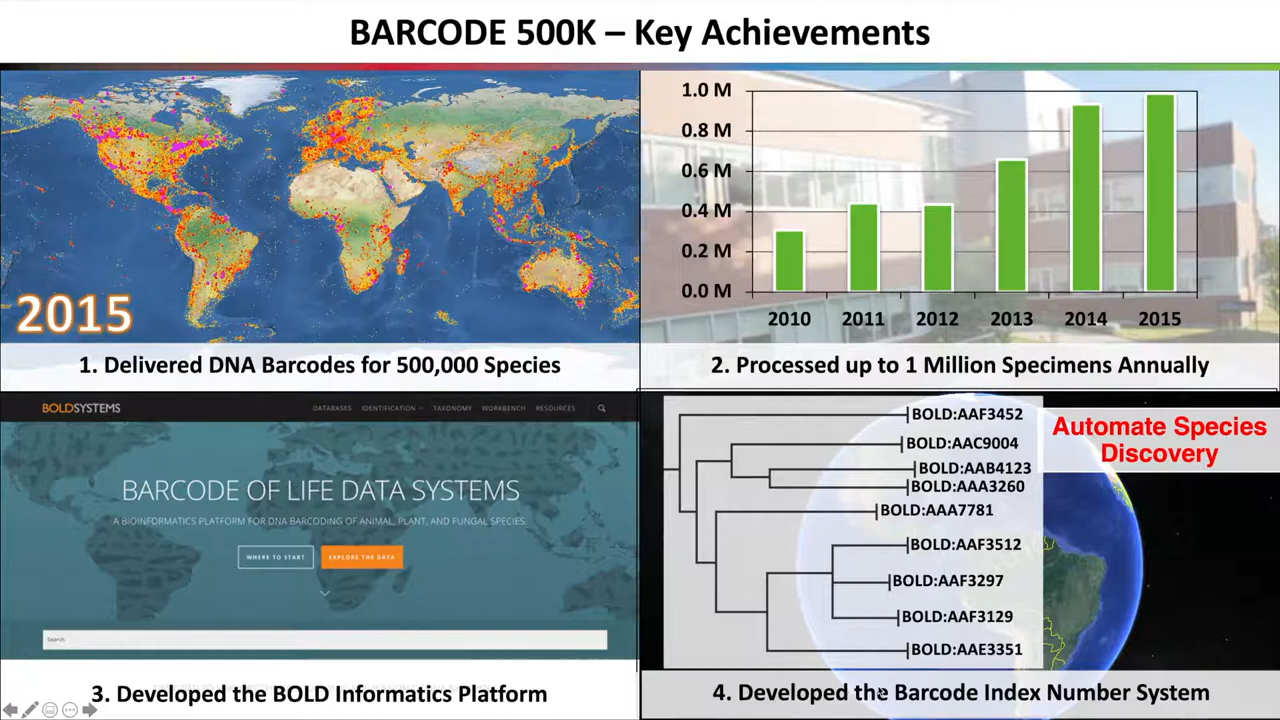 BARCODE 500K – Key Achievements
2015
1. Delivered DNA Barcodes for 500,000 Species
1.0 M
0.8 M
0.6 M
0.4 M
0.2 M
0.0 M
2010 2011 2012 2013 2014 2015
2. Processed up to 1 Million Specimens Annually
BOLDSYSTEMS
DATABASES IDENTIFICATION TAXONOMY WORKBENCH RESOURCES
BARCODE OF LIFE DATA SYSTEMS
A BIOINFORMATICS PLATFORM FOR DNA BARCODING OF ANIMAL, PLANT, AND FUNGAL SPECIES.
WHERE TO START EXPLORE THE DATA
Search
3. Developed the BOLD Informatics Platform
BOLD:AAF3452
BOLD:AAC9004
BOLD:AAB4123
BOLD:AAA3260
BOLD:AAA7781
BOLD:AAF3512
BOLD:AAF3297
BOLD:AAF3129
BOLD:AAE3351
Automate Species
Discovery
4. Developed the Barcode Index Number System